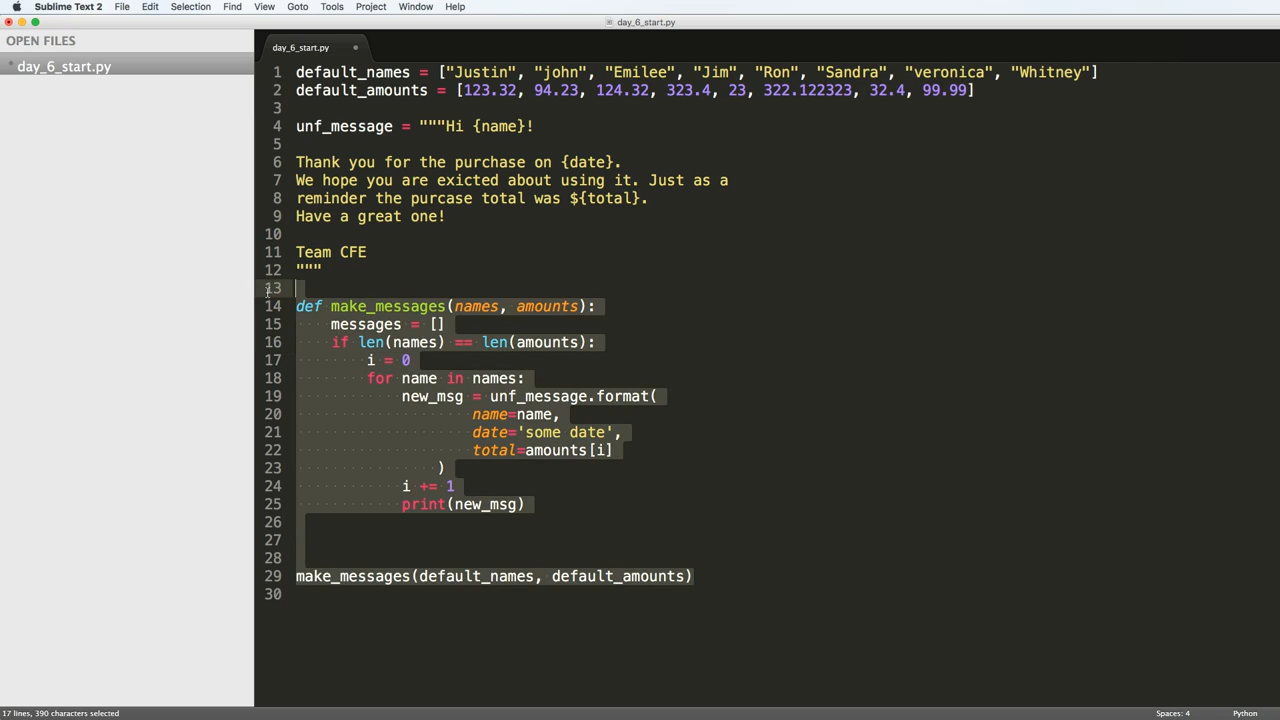 Sublime Text 2 File Edit Selection Find View Goto Tools Project Window Help
day_6_start.py
OPEN FILES
day_6_start.py
day_6_start.py
1 default_names = ["Justin", "john", "Emilee", "Jim", "Ron", "Sandra", "veronica", "Whitney"]
2 default_amounts = [123.32, 94.23, 124.32, 323.4, 23, 322.122323, 32.4, 99.99]
3
4 unf_message = """Hi {name}!
5
6 Thank you for the purchase on {date}.
7 We hope you are exicted about using it. Just as a
8 reminder the purcase total was ${total}.
9 Have a great one!
10
11 Team CFE
12 """
13
14 def make_messages(names, amounts):
15     messages = []
16     if len(names) == len(amounts):
17         i = 0
18         for name in names:
19             new_msg = unf_message.format(
20                     name=name,
21                     date='some date',
22                     total=amounts[i]
23                 )
24             i += 1
25             print(new_msg)
26
27
28
29 make_messages(default_names, default_amounts)
30
17 lines, 390 characters selected Spaces: 4 Python